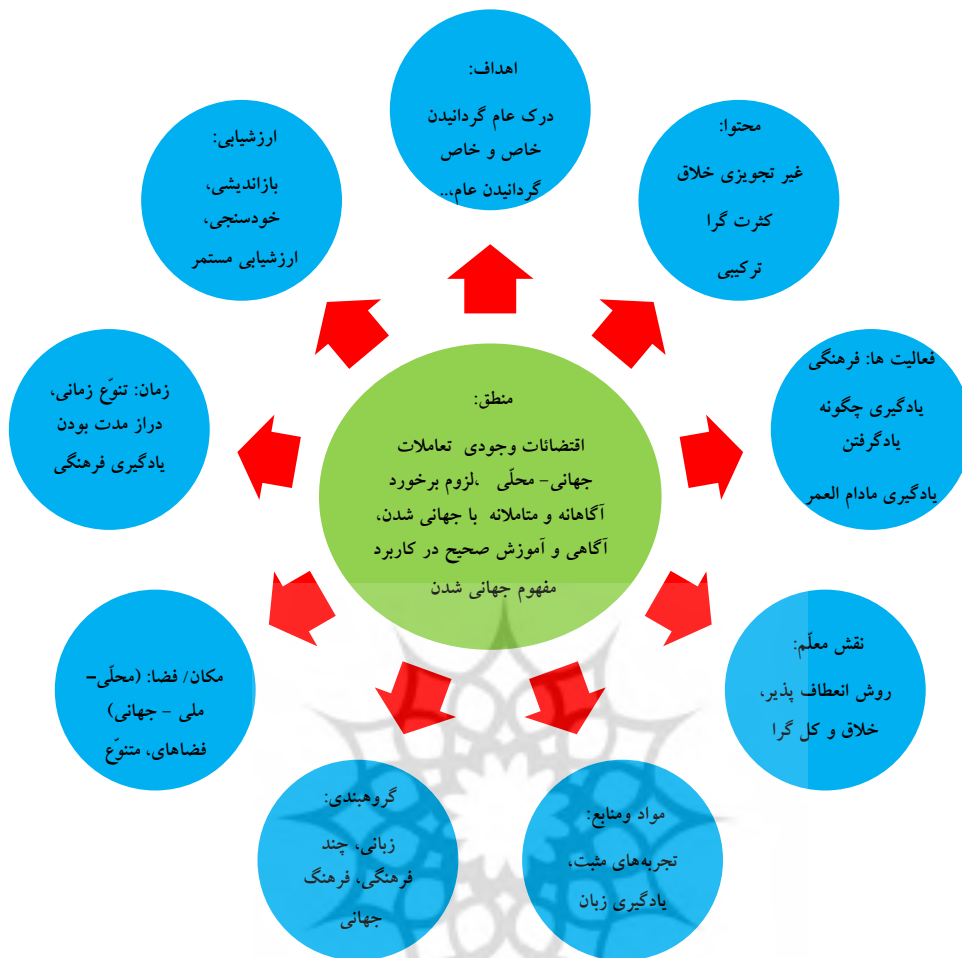 اهداف:
درک عام گردانیدن
خاص و خاص
گردانیدن عام،..
محتوا:
غیر تجویزی خلاق
کثرت گرا
ترکیبی
فعالیت ها: فرهنگی
یادگیری چگونه
یادگرفتن
یادگیری مادام العمر
نقش معلّم:
روش انعطاف پذیر،
خلاق و کل گرا
مواد ومنابع:
تجربه‌های مثبت،
یادگیری زبان
گروهبندی:
زبانی، چند
فرهنگی، فرهنگ
جهانی
مکان/ فضا: (محلّی-
ملی - جهانی)
فضاهای، متنوّع
زمان: تنوّع زمانی،
دراز مدت بودن
یادگیری فرهنگی
ارزشیابی:
بازاندیشی،
خودسنجی،
ارزشیابی مستمر
منطق:
اقتضائات وجودی تعاملات
جهانی- محلّی ،لزوم برخورد
آگاهانه و متاملانه با جهانی شدن،
آگاهی و آموزش صحیح در کاربرد
مفهوم جهانی شدن